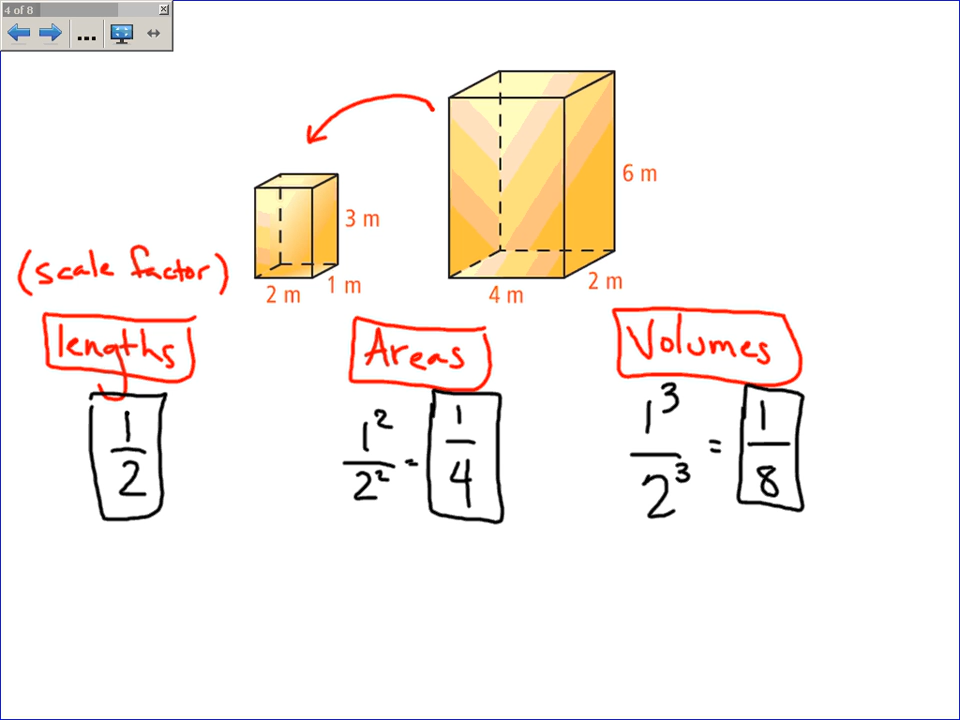 4 of 8
6 m
3 m
(scale factor)
2 m
1 m
4 m
2 m
lengths
Areas
Volumes
1/2
1²/2² = 1/4
1³/2³ = 1/8